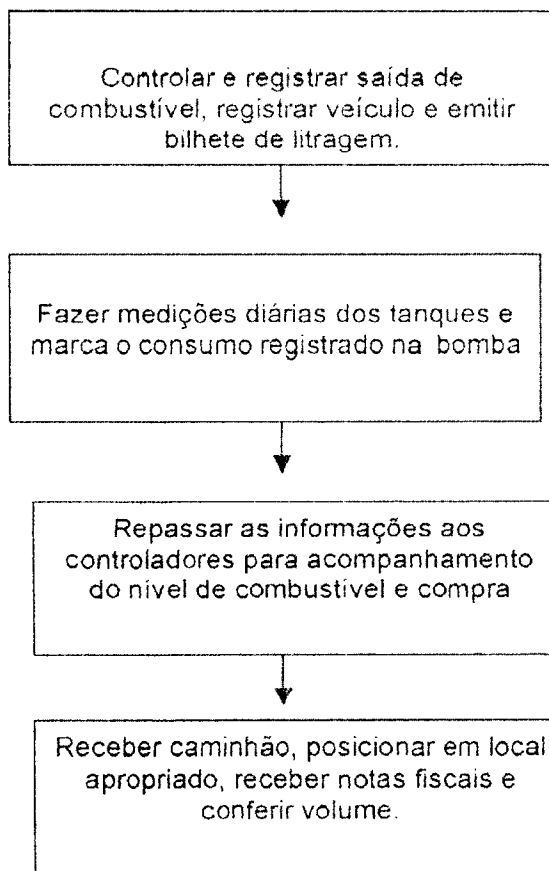 Controlar e registrar saída de
combustível, registrar veículo e emitir
bilhete de litragem.
Fazer medições diárias dos tanques e
marca o consumo registrado na bomba
Repassar as informações aos
controladores para acompanhamento
do nível de combustível e compra
Receber caminhão, posicionar em local
apropriado, receber notas fiscais e
conferir volume.